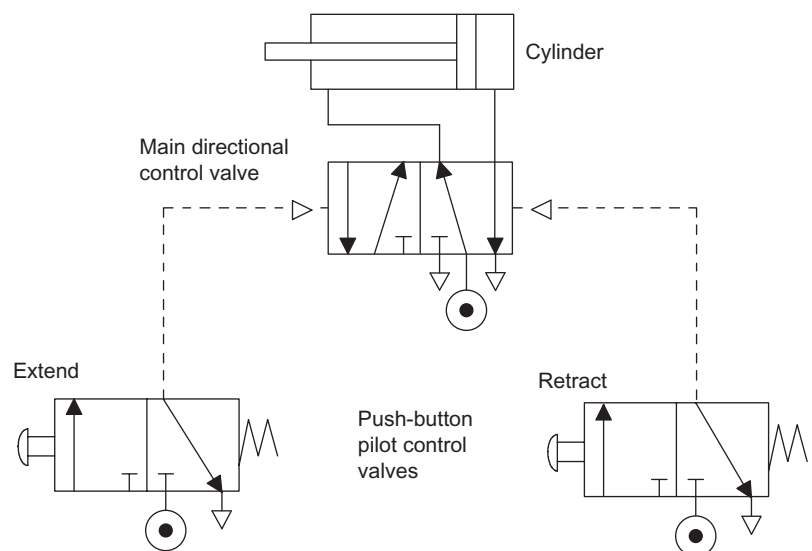 Cylinder
Main directional
control valve
Extend
Retract
Push-button
pilot control
valves